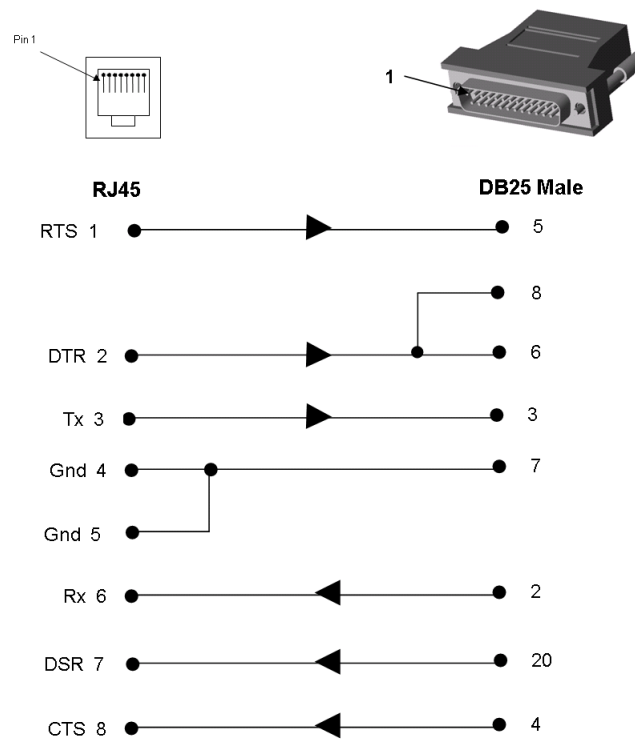 Pin 1
1
RJ45 DB25 Male
RTS 1 5
8
DTR 2 6
Tx 3 3
Gnd 4 7
Gnd 5
Rx 6 2
DSR 7 20
CTS 8 4